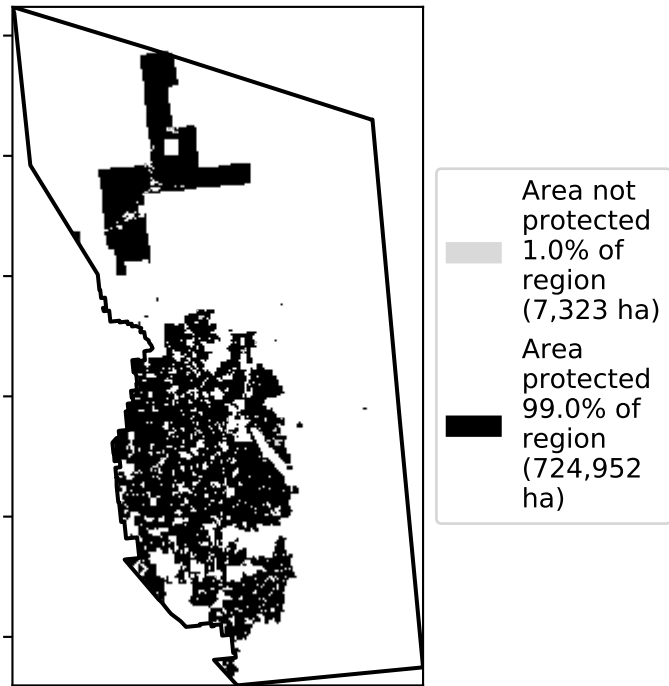 Area not
protected
1.0% of
region
(7,323 ha)
Area
protected
99.0% of
region
(724,952
ha)